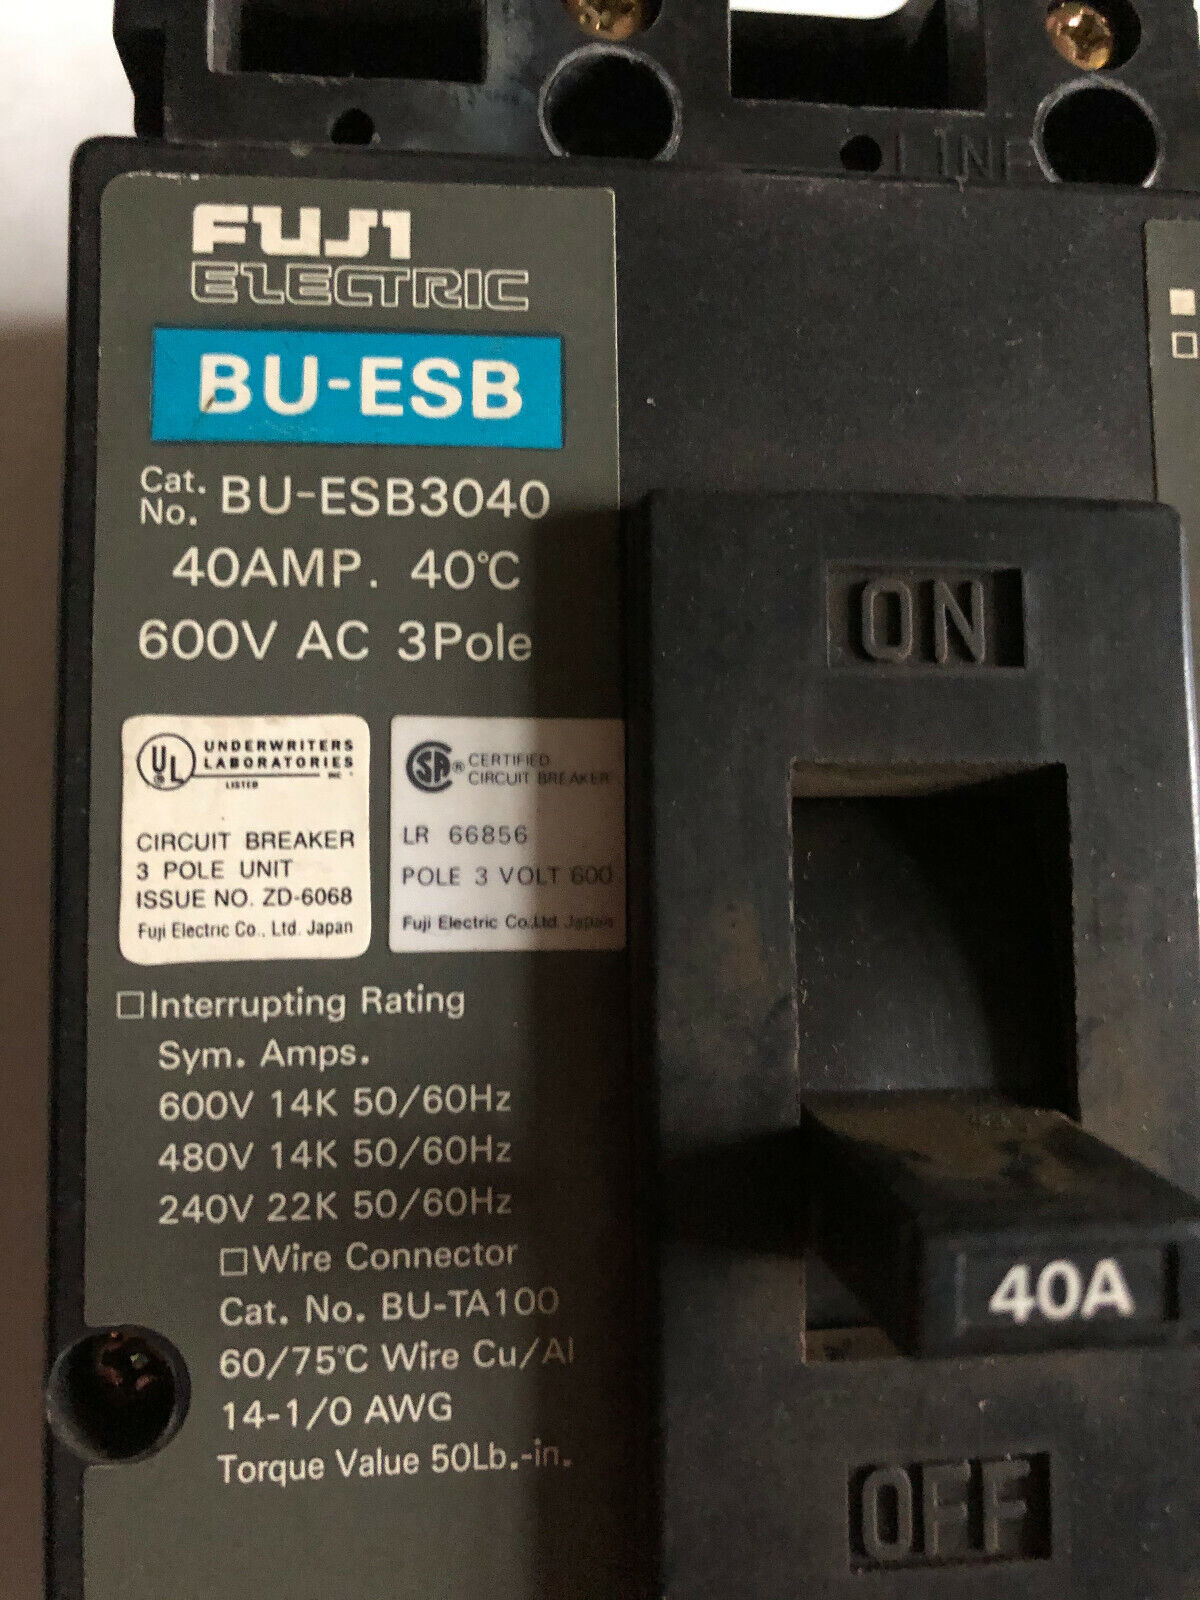 LINE
FUJI
ELECTRIC
BU-ESB
Cat. No. BU-ESB3040
40AMP. 40°C
600V AC 3Pole
UL ® UNDERWRITERS
LABORATORIES
INC.
LISTED
CIRCUIT BREAKER
3 POLE UNIT
ISSUE NO. ZD-6068
Fuji Electric Co., Ltd. Japan
SA ® CERTIFIED
CIRCUIT BREAKER
LR 66856
POLE 3 VOLT 600
Fuji Electric Co.Ltd Japan
□Interrupting Rating
Sym. Amps.
600V 14K 50/60Hz
480V 14K 50/60Hz
240V 22K 50/60Hz
□Wire Connector
Cat. No. BU-TA100
60/75°C Wire Cu/Al
14-1/0 AWG
Torque Value 50Lb.-in.
ON
40A
OFF